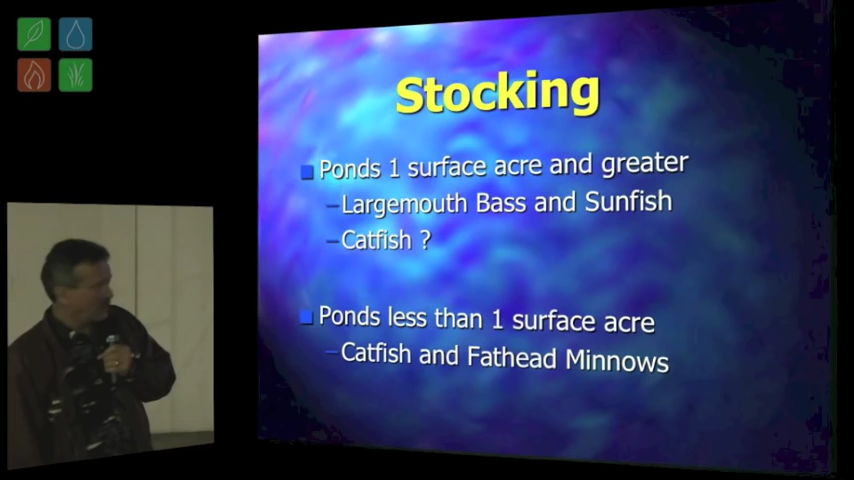 Stocking
Ponds 1 surface acre and greater
–Largemouth Bass and Sunfish
–Catfish ?
Ponds less than 1 surface acre
–Catfish and Fathead Minnows